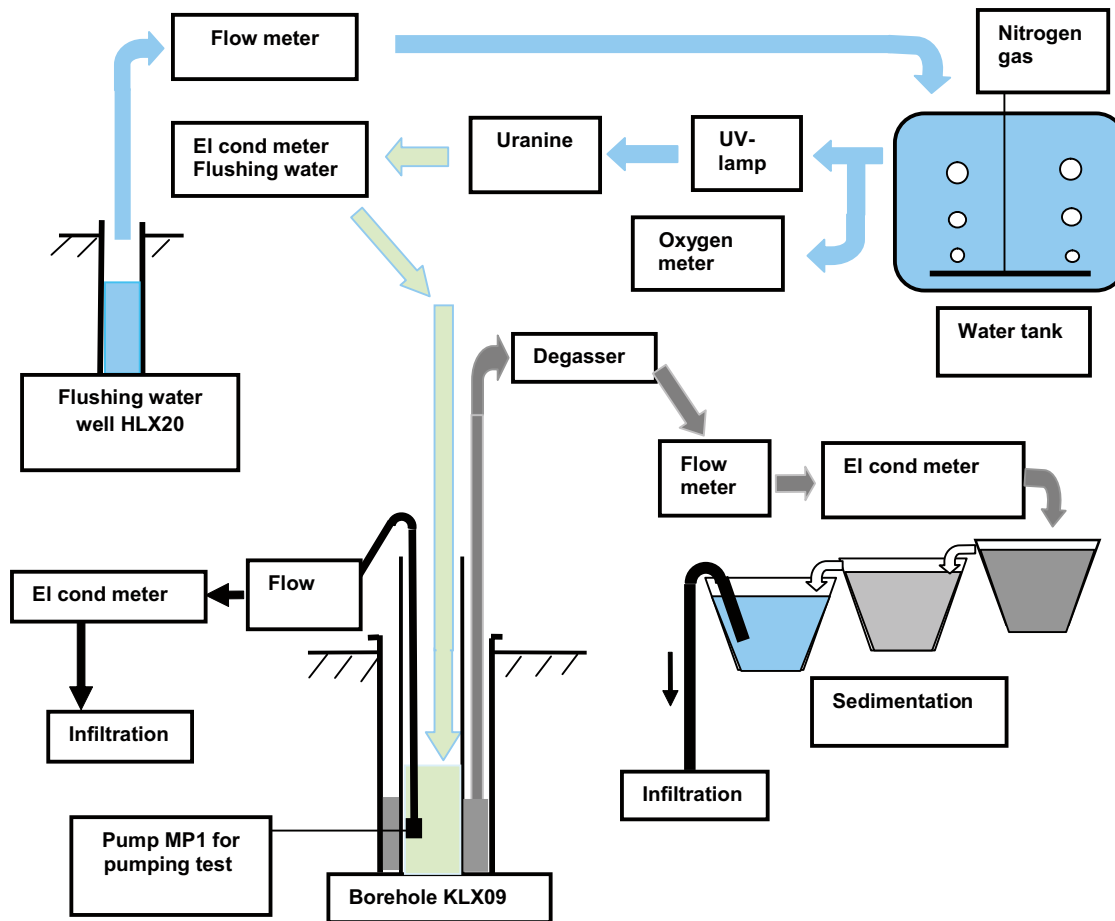 Flow meter
Nitrogen
gas
El cond meter
Flushing water
Uranine
UV-
lamp
Oxygen
meter
Water tank
Flushing water
well HLX20
Degasser
Flow
meter
El cond meter
El cond meter
Flow
Sedimentation
Infiltration
Infiltration
Pump MP1 for
pumping test
Borehole KLX09